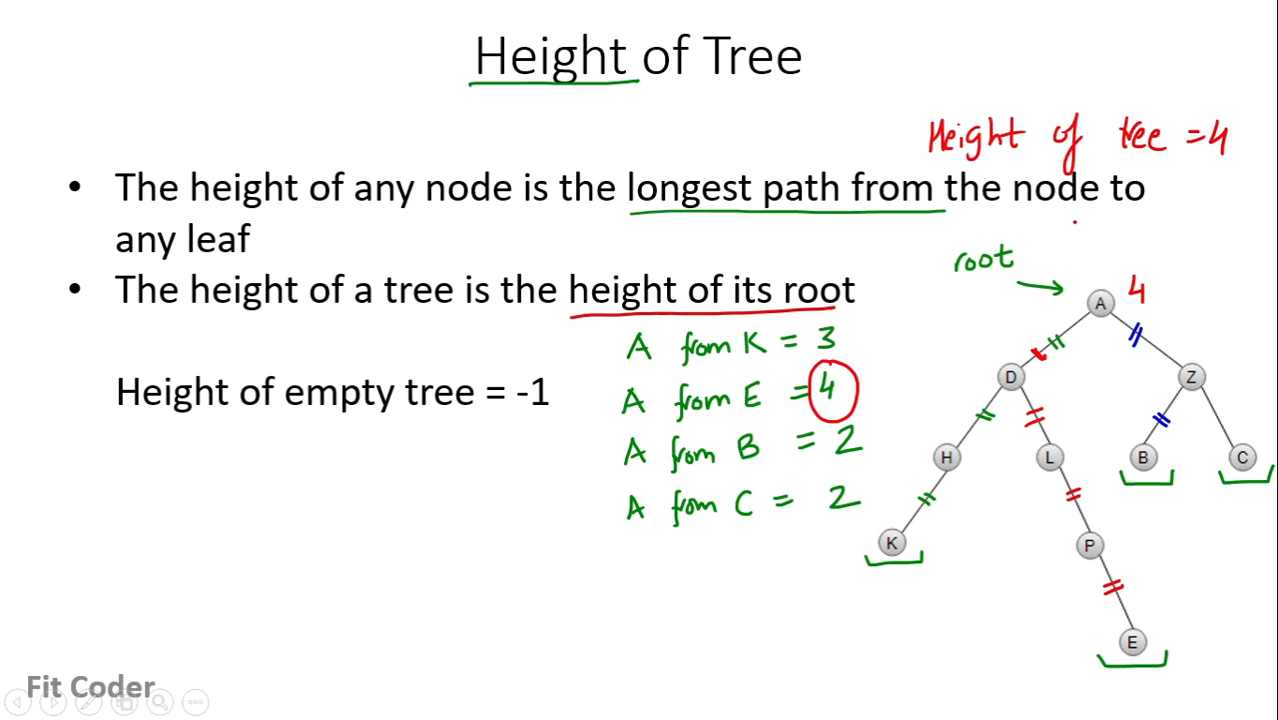 Height of Tree
Height of tree = 4
• The height of any node is the longest path from the node to
any leaf
• The height of a tree is the height of its root
root
4
A from K = 3
A from E = 4
A from B = 2
A from C = 2
Height of empty tree = -1
A
D
Z
H
L
B
C
K
P
E
Fit Coder